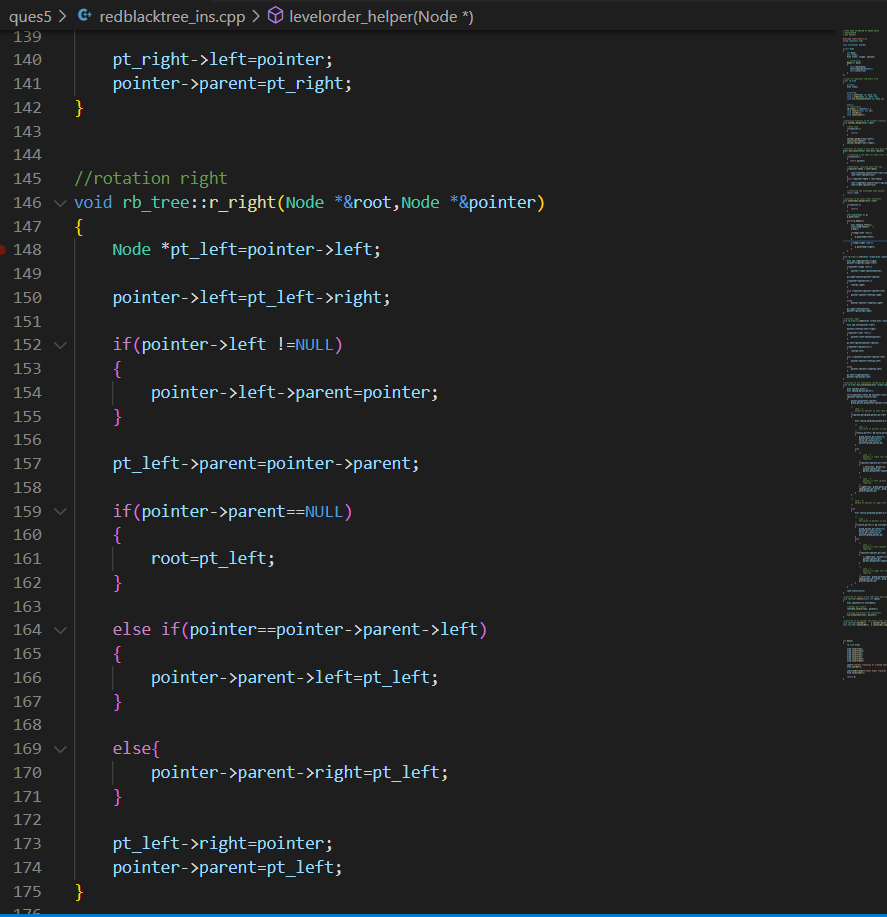 ques5 > redblacktree_ins.cpp > levelorder_helper(Node *)
139
140 pt_right->left=pointer;
141 pointer->parent=pt_right;
142 }
143
144
145 //rotation right
146 void rb_tree::r_right(Node *&root,Node *&pointer)
147 {
148 Node *pt_left=pointer->left;
149
150 pointer->left=pt_left->right;
151
152 if(pointer->left !=NULL)
153 {
154 pointer->left->parent=pointer;
155 }
156
157 pt_left->parent=pointer->parent;
158
159 if(pointer->parent==NULL)
160 {
161 root=pt_left;
162 }
163
164 else if(pointer==pointer->parent->left)
165 {
166 pointer->parent->left=pt_left;
167 }
168
169 else{
170 pointer->parent->right=pt_left;
171 }
172
173 pt_left->right=pointer;
174 pointer->parent=pt_left;
175 }
176